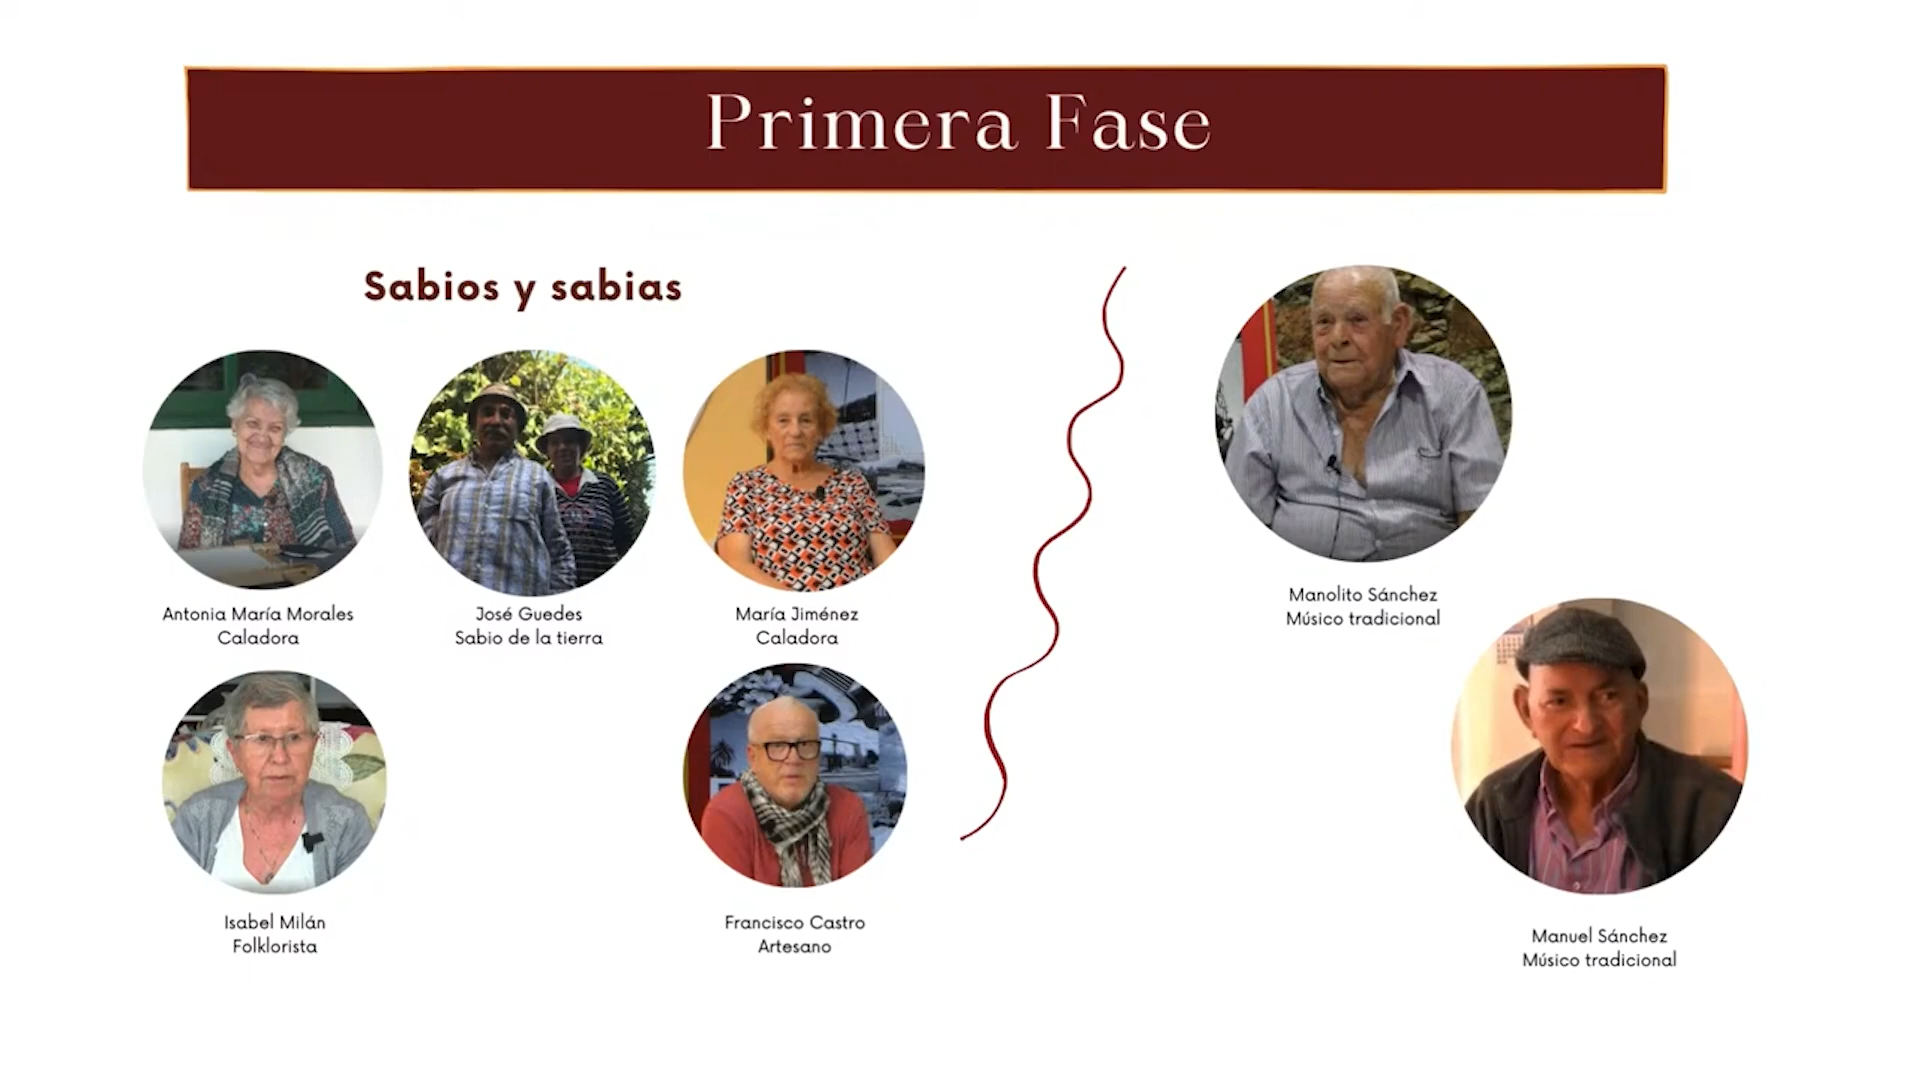 Primera Fase
Sabios y sabias
Antonia María Morales
Caladora
José Guedes
Sabio de la tierra
María Jiménez
Caladora
Isabel Milán
Folklorista
Francisco Castro
Artesano
Manolito Sánchez
Músico tradicional
Manuel Sánchez
Músico tradicional